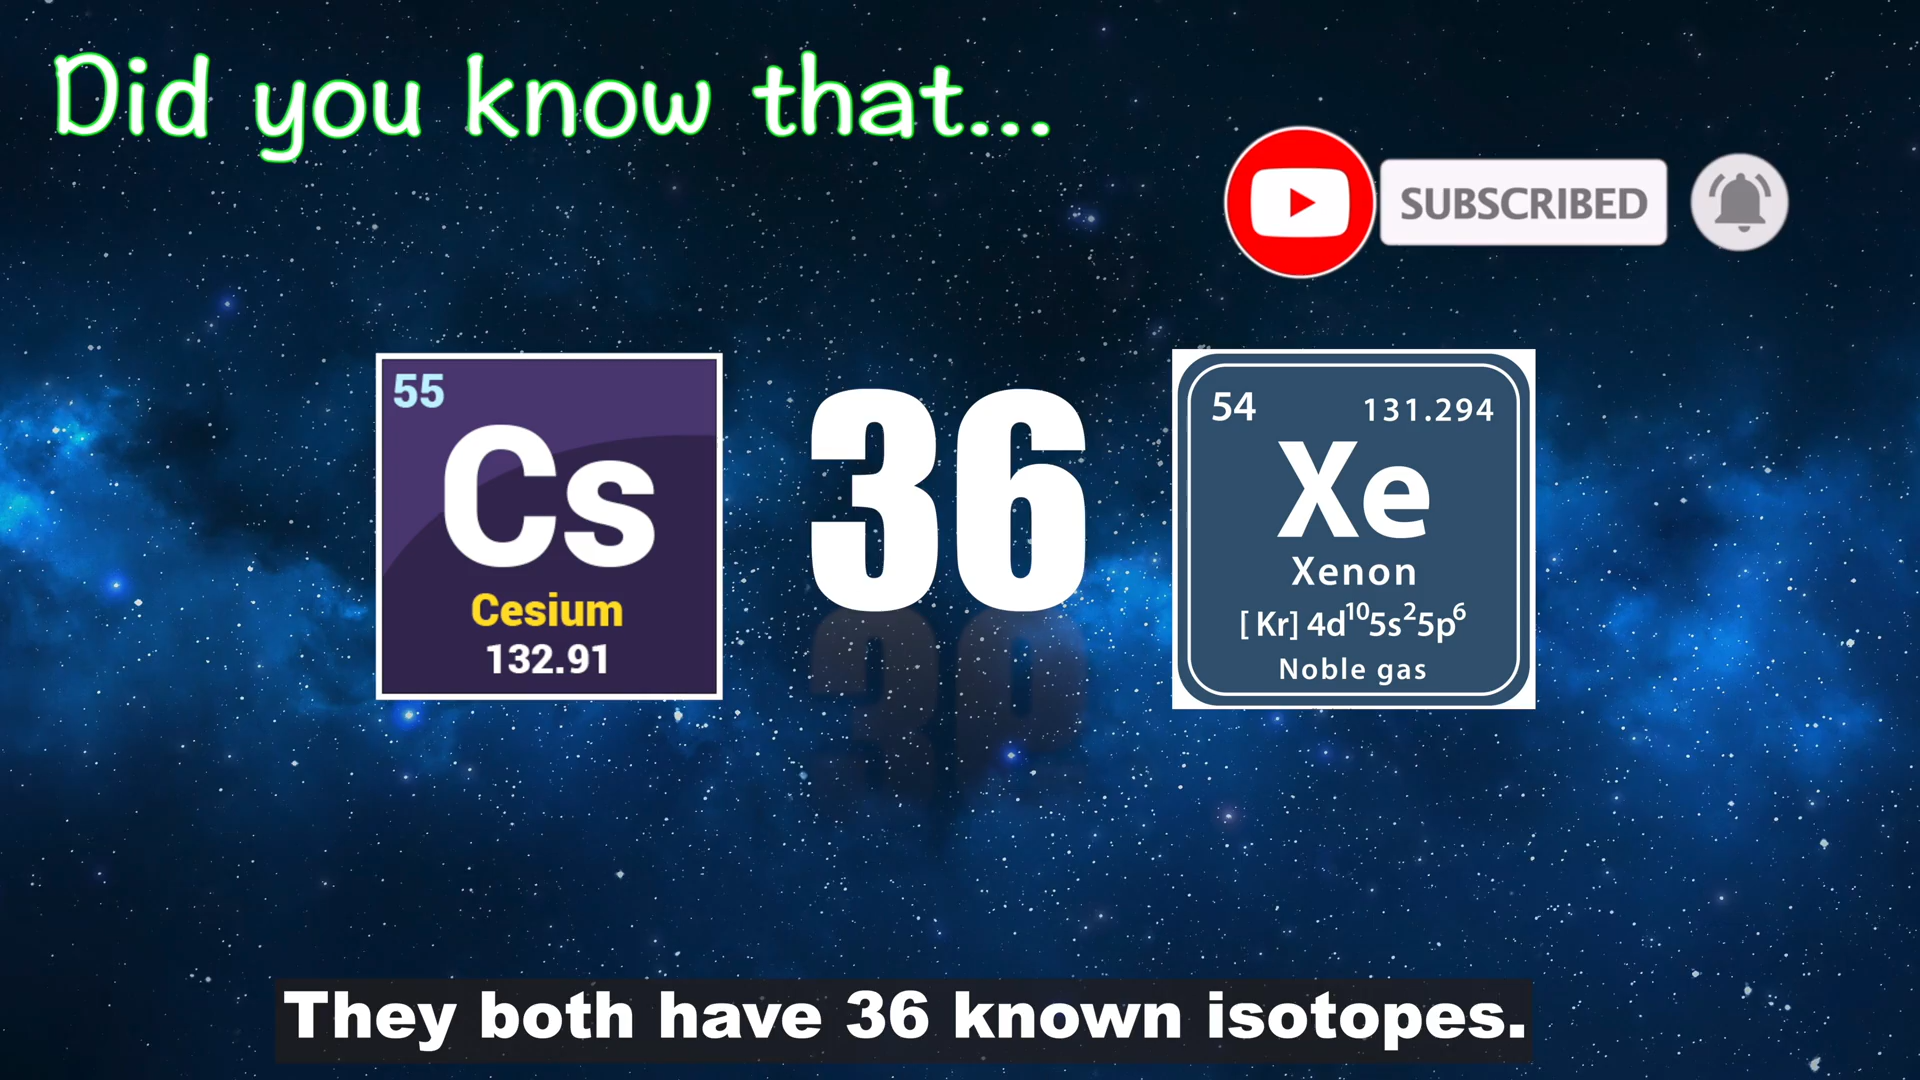 Did you know that...
SUBSCRIBED
55
Cs
Cesium
132.91
36
54 131.294
Xe
Xenon
[Kr] 4d¹⁰5s²5p⁶
Noble gas
They both have 36 known isotopes.